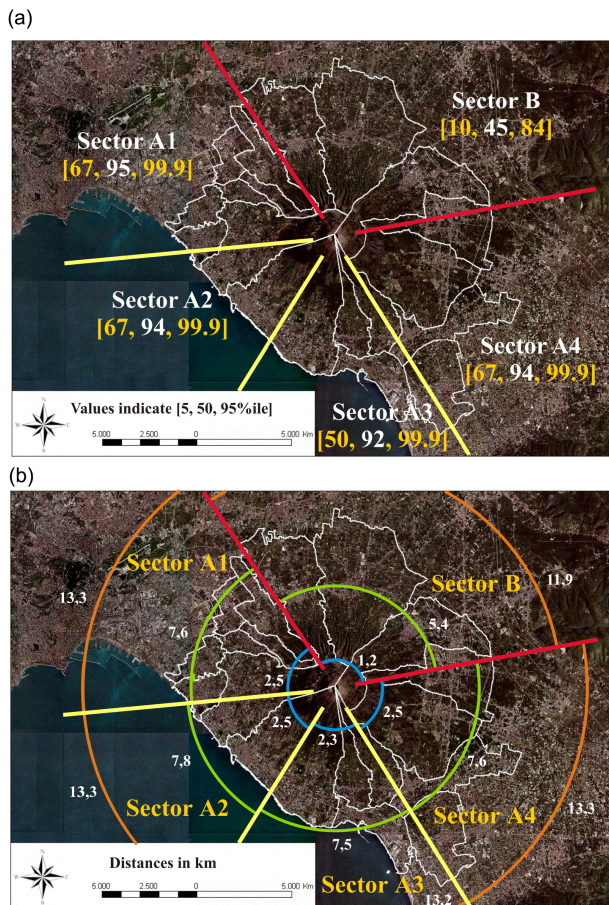 (a)
Sector B
[10, 45, 84]
Sector A1
[67, 95, 99.9]
Sector A2
[67, 94, 99.9]
Sector A4
[67, 94, 99.9]
Sector A3
[50, 92, 99.9]
Values indicate [5, 50, 95%ile]
N
W E
S
5.000 2.500 0 5.000 Km
(b)
Sector A1
Sector B
11,9
13,3
7,6
5,4
1,2
2,5
2,5
2,5
2,3
7,8
7,6
13,3
Sector A2
Sector A4
13,3
7,5
Sector A3
13,2
Distances in km
N
W E
S
5.000 2.500 0 5.000 Km